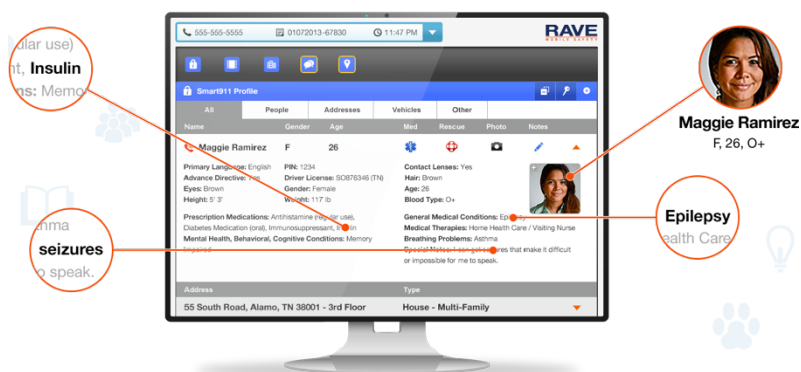 555-555-5555 01072013-67830 11:47 PM
RAVE
MOBILE SAFETY
Smart911 Profile
All People Addresses Vehicles Other
Name Gender Age Med Rescue Photo Notes
Maggie Ramirez F 26
Primary Language: English PIN: 1234 Contact Lenses: Yes
Advance Directive: Yes Driver License: SO876346 (TN) Hair: Brown
Eyes: Brown Gender: Female Age: 26
Height: 5' 3" Weight: 117 lb Blood Type: O+
Prescription Medications: Antihistamine (regular use),
Diabetes Medication (oral), Immunosuppressant, Insulin
Mental Health, Behavioral, Cognitive Conditions: Memory
Impaired
General Medical Conditions: Epilepsy
Medical Therapies: Home Health Care / Visiting Nurse
Breathing Problems: Asthma
Special Notes: I can get seizures that make it difficult
or impossible for me to speak.
Address Type
55 South Road, Alamo, TN 38001 - 3rd Floor House - Multi-Family
ular use)
nt, Insulin
ns: Memo
thma
seizures
o speak.
Maggie Ramirez
F, 26, O+
Epilepsy
ealth Care